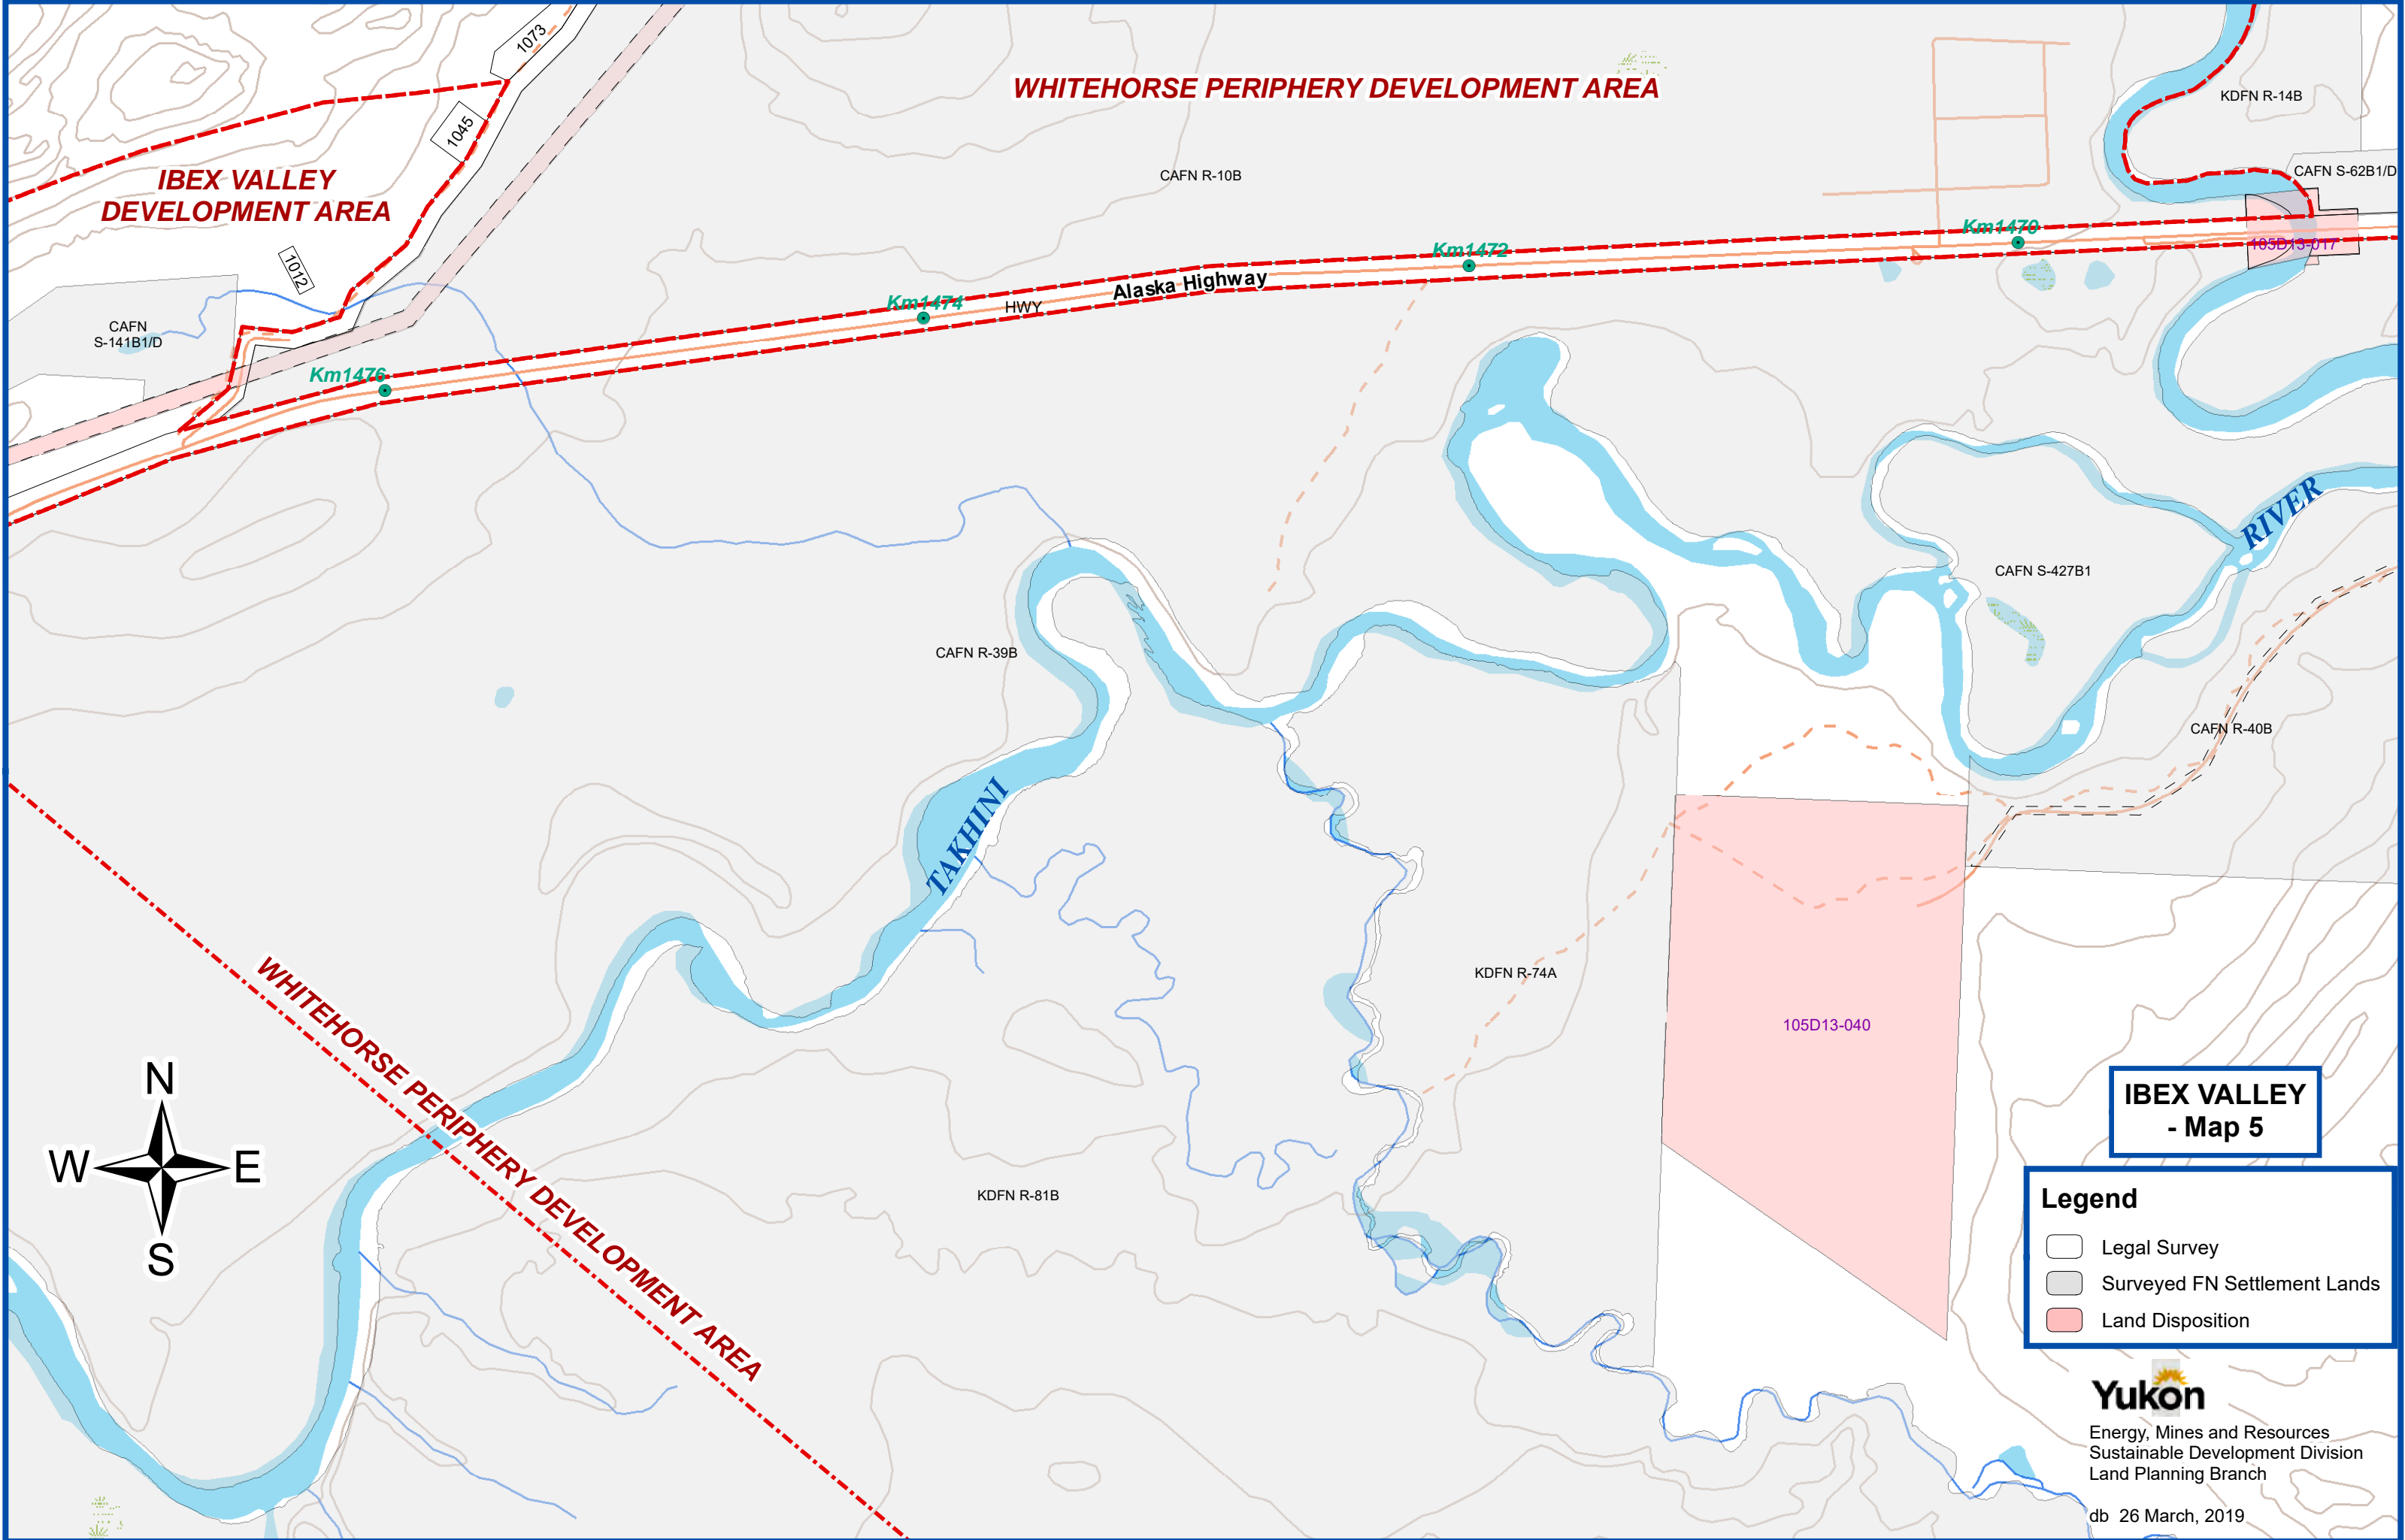 1073
WHITEHORSE PERIPHERY DEVELOPMENT AREA
KDFN R-14B
1045
CAFN R-10B
CAFN S-62B1/D
IBEX VALLEY
DEVELOPMENT AREA
Km1470
105D13-017
Km1472
1012
Alaska Highway
Km1474
HWY
CAFN
S-141B1/D
Km1476
RIVER
CAFN S-427B1
CAFN R-39B
CAFN R-40B
TAKHINI
WHITEHORSE PERIPHERY DEVELOPMENT AREA
KDFN R-74A
105D13-040
N
W E
S
KDFN R-81B
IBEX VALLEY
- Map 5
Legend
Legal Survey
Surveyed FN Settlement Lands
Land Disposition
Yukon
Energy, Mines and Resources
Sustainable Development Division
Land Planning Branch
db 26 March, 2019